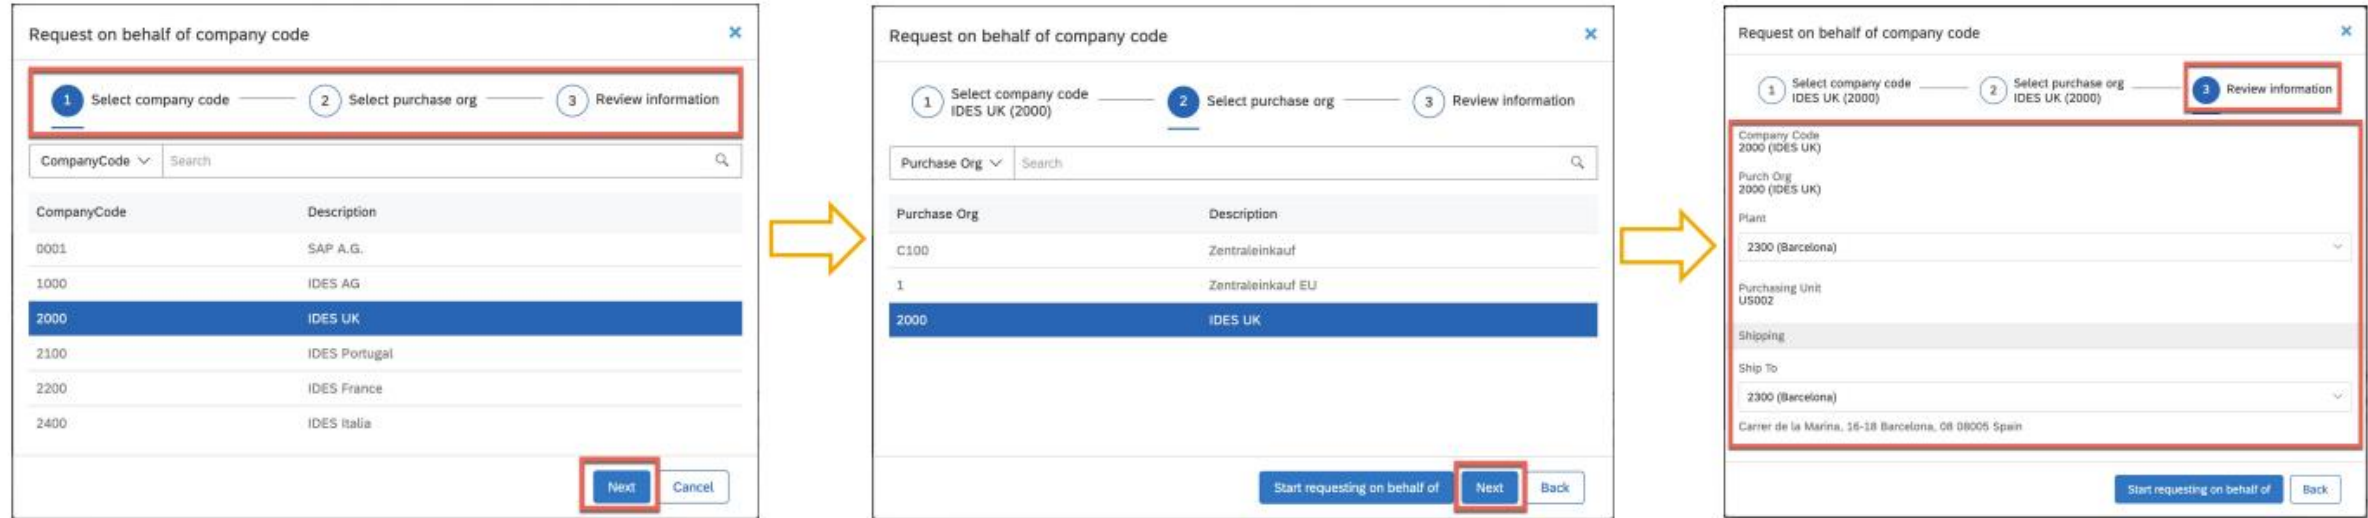 Request on behalf of company code
1 Select company code 2 Select purchase org 3 Review information
CompanyCode Search
CompanyCode Description
0001 SAP A.G.
1000 IDES AG
2000 IDES UK
2100 IDES Portugal
2200 IDES France
2400 IDES Italia
Next Cancel
Request on behalf of company code
1 Select company code 2 Select purchase org 3 Review information
IDES UK (2000)
Purchase Org Search
Purchase Org Description
C100 Zentraleinkauf
1 Zentraleinkauf EU
2000 IDES UK
Start requesting on behalf of Next Back
Request on behalf of company code
1 Select company code 2 Select purchase org 3 Review information
IDES UK (2000) IDES UK (2000)
Company Code
2000 (IDES UK)
Purch Org
2000 (IDES UK)
Plant
2300 (Barcelona)
Purchasing Unit
US002
Shipping
Ship To
2300 (Barcelona)
Carrer de la Marina, 16-18 Barcelona, 08 08005 Spain
Start requesting on behalf of Back